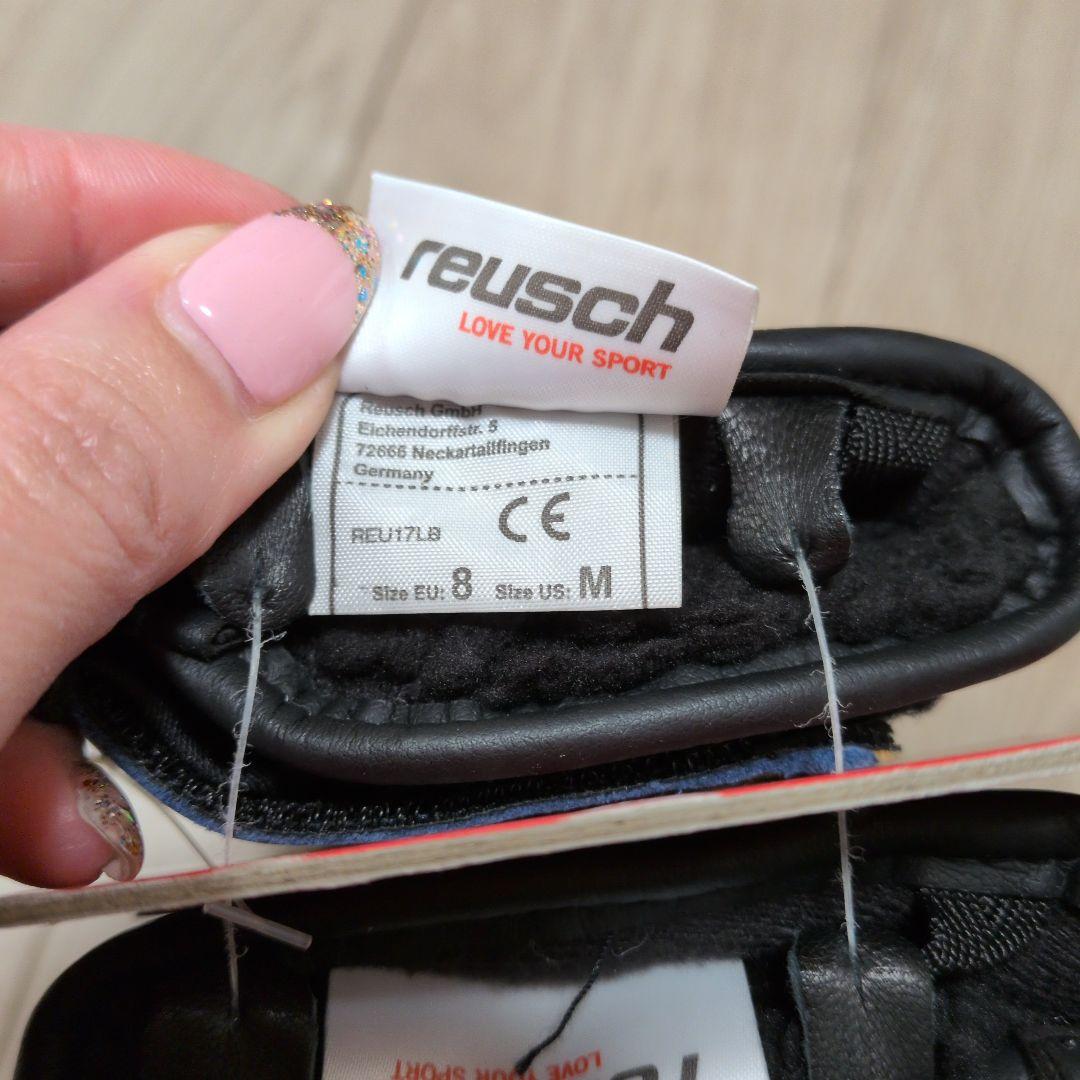 reusch
LOVE YOUR SPORT
Reusch GmbH
Eichendorffstr. 5
72666 Neckartailfingen
Germany
REU17LB
CE
Size EU: 8 Size US: M
LOVE YOUR SPORT